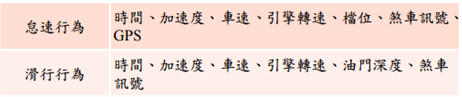 怠速行為
時間、加速度、車速、引擎轉速、檔位、煞車訊號、
GPS
滑行行為
時間、加速度、車速、引擎轉速、油門深度、煞車
訊號